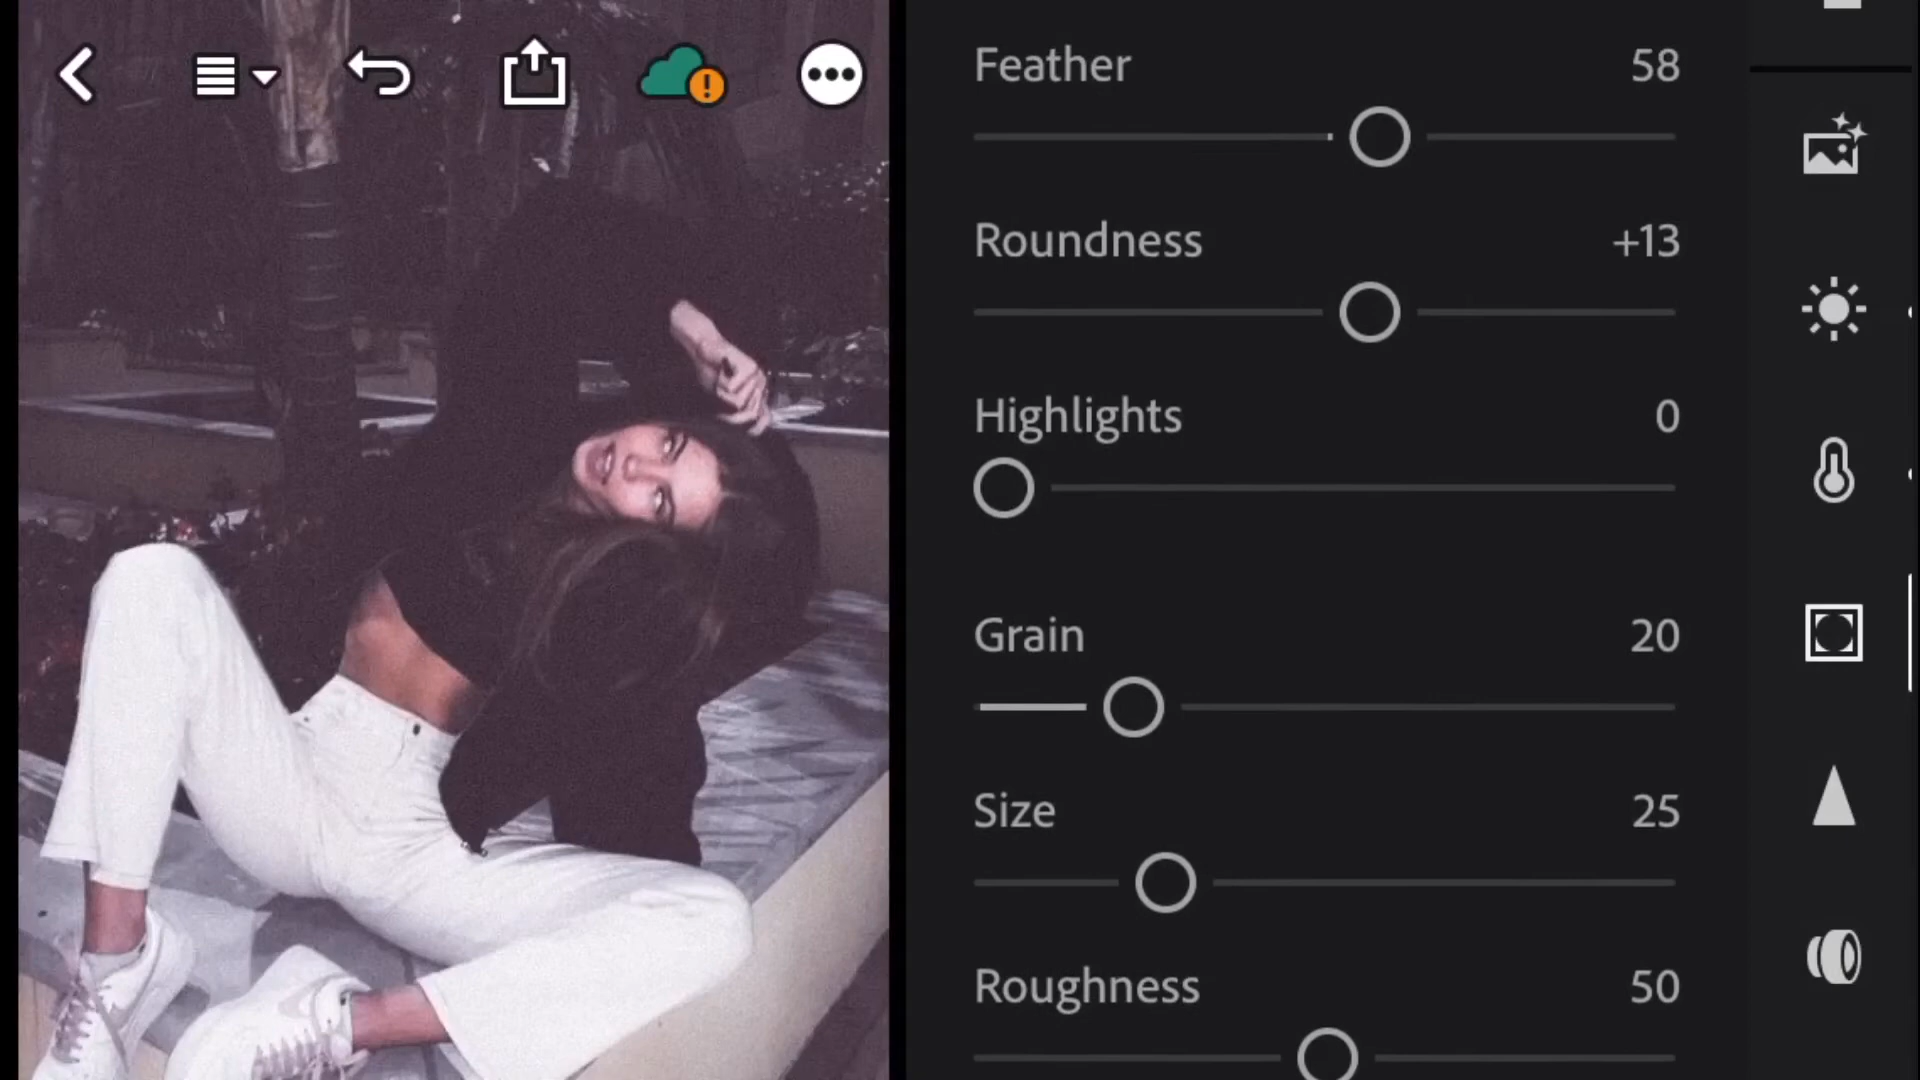 Feather 58
Roundness +13
Highlights 0
Grain 20
Size 25
Roughness 50